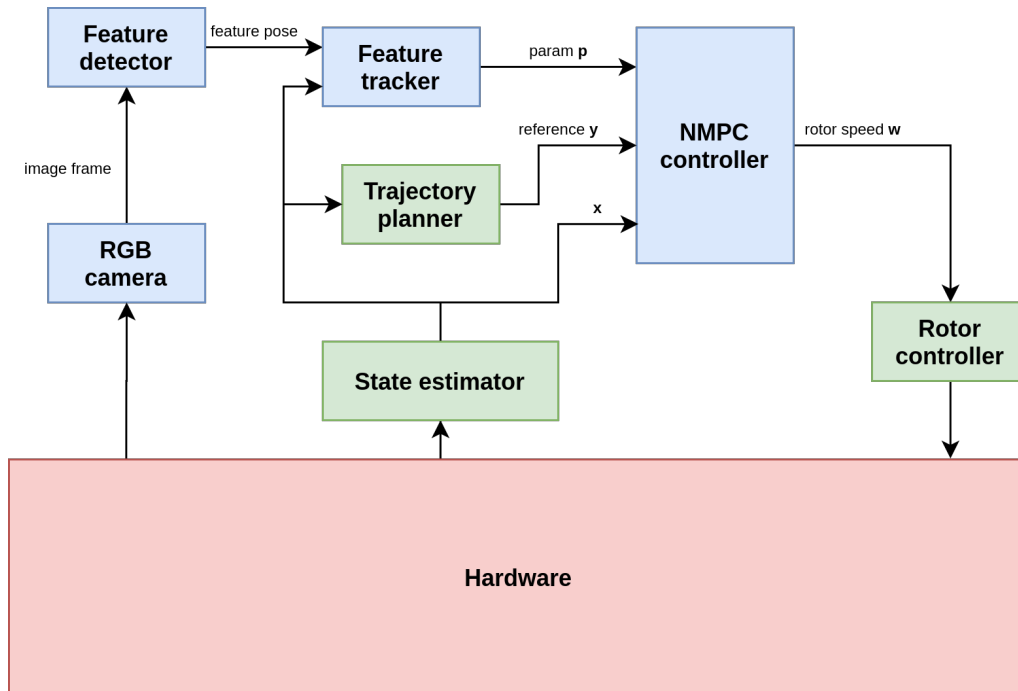 Feature
detector
feature pose
Feature
tracker
param p
NMPC
controller
reference y
rotor speed w
image frame
Trajectory
planner
x
RGB
camera
Rotor
controller
State estimator
Hardware